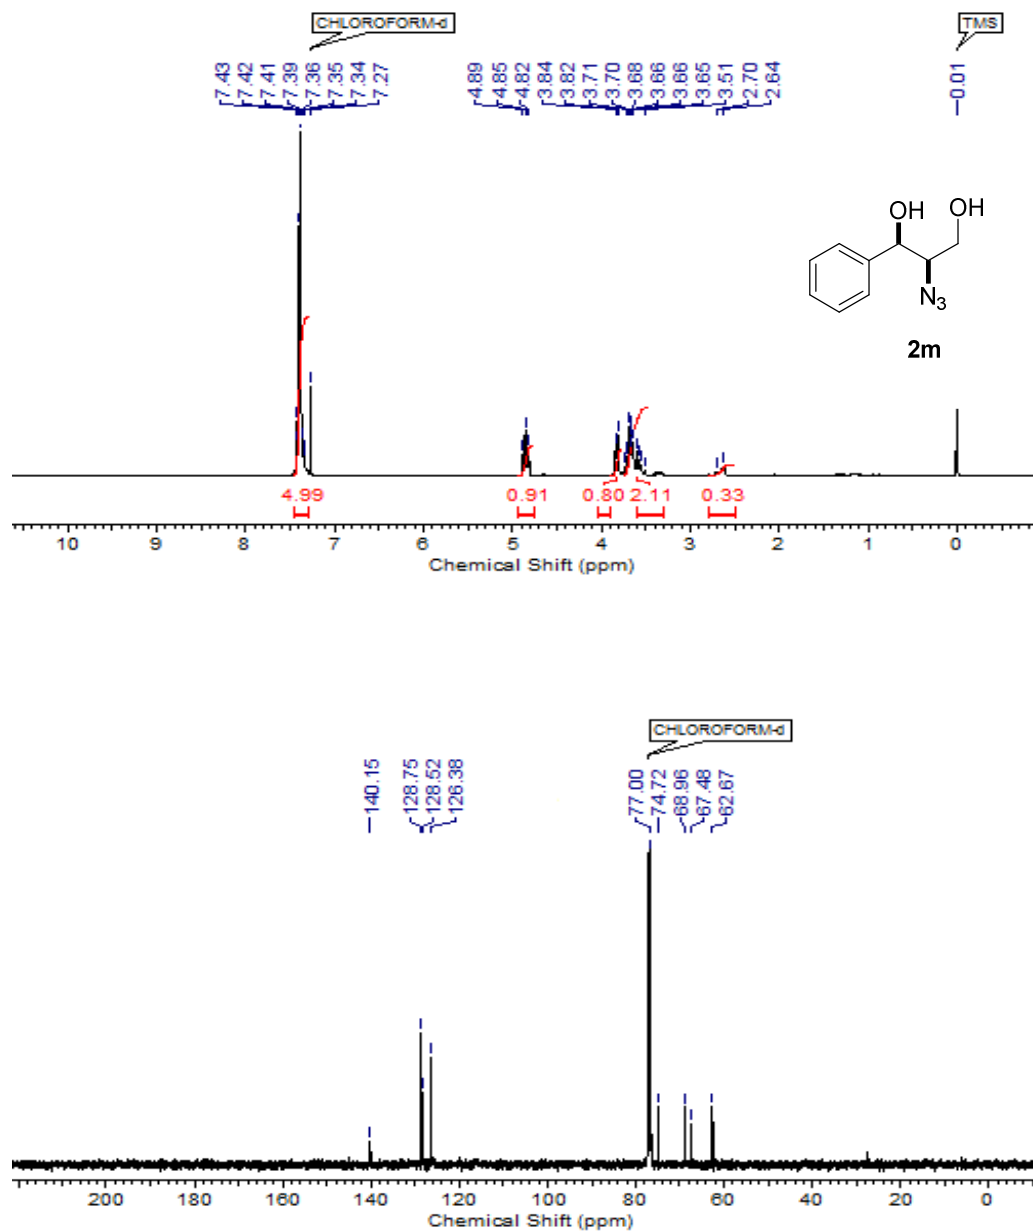 CHLOROFORM-d
TMS
7.43 7.42 7.41 7.39 7.36 7.35 7.34 7.27 4.89 4.85 4.82 3.84 3.82 3.71 3.70 3.68 3.66 3.66 3.65 3.51 2.70 2.64 -0.01
OH
OH
N3
2m
4.99 0.91 0.80 2.11 0.33
10 9 8 7 6 5 4 3 2 1 0
Chemical Shift (ppm)
CHLOROFORM-d
140.15 128.75 128.52 126.38 77.00 74.72 68.96 67.48 62.67
200 180 160 140 120 100 80 60 40 20 0
Chemical Shift (ppm)